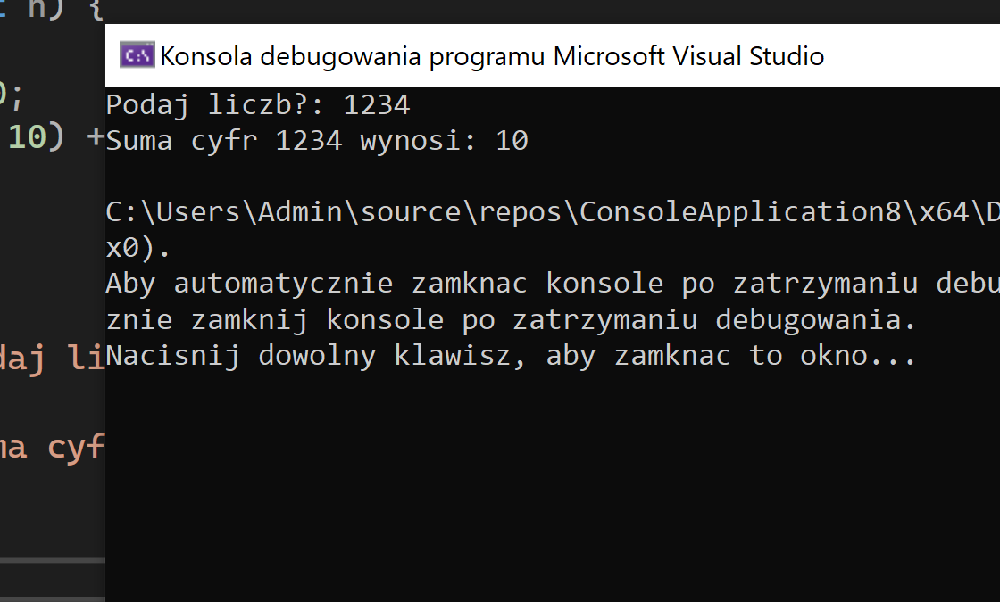 n) {
Konsola debugowania programu Microsoft Visual Studio
;
Podaj liczb?: 1234
10) +
Suma cyfr 1234 wynosi: 10
C:\Users\Admin\source\repos\ConsoleApplication8\x64\D
x0).
Aby automatycznie zamknac konsole po zatrzymaniu debu
znie zamknij konsole po zatrzymaniu debugowania.
daj li
Nacisnij dowolny klawisz, aby zamknac to okno...
ma cyf